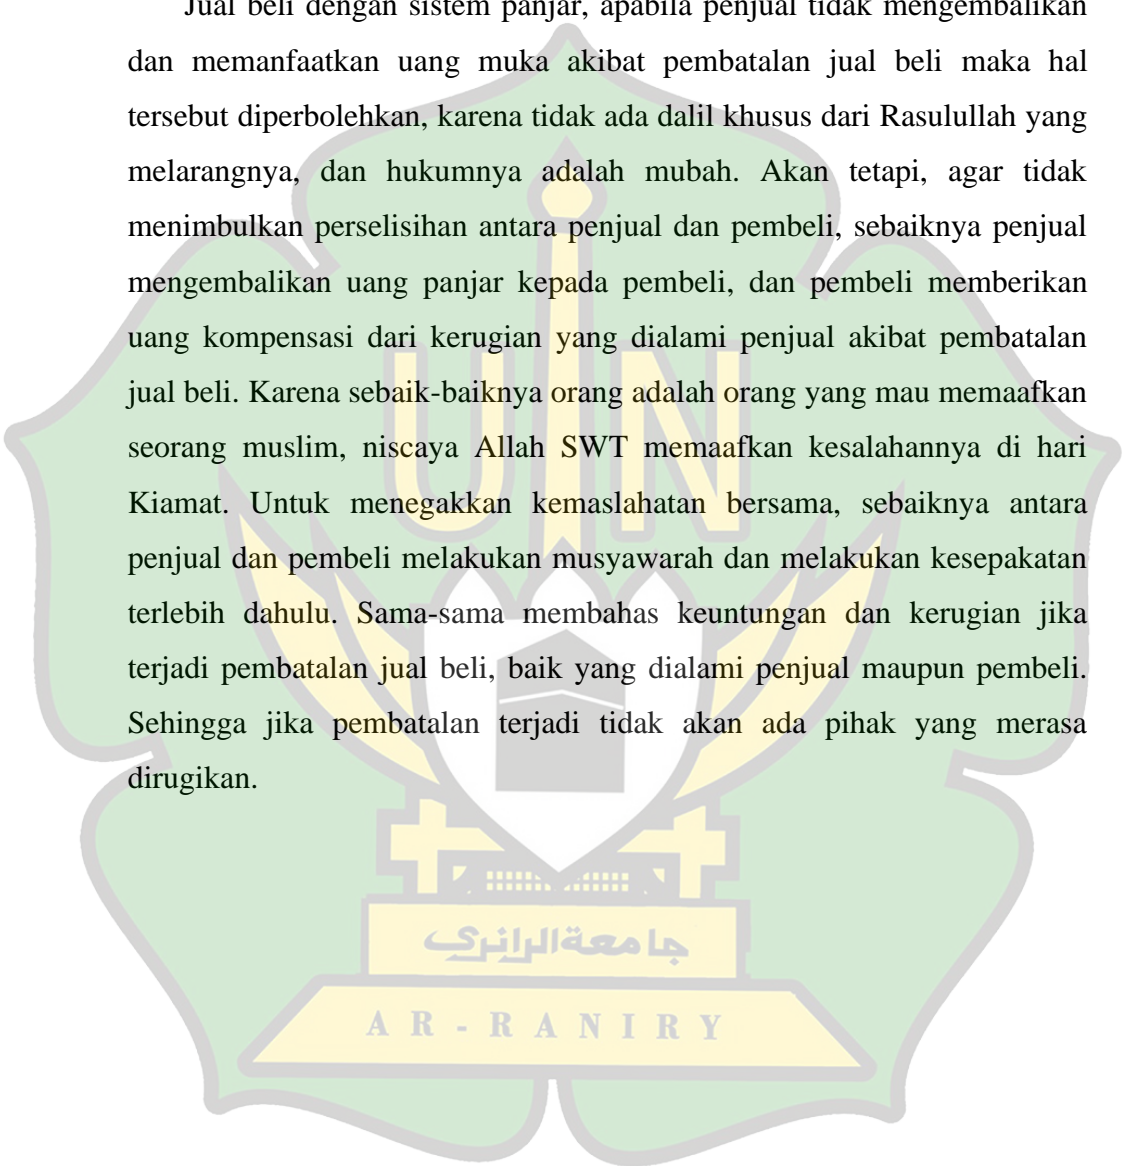 Jual beli dengan sistem panjar, apabila penjual tidak mengembalikan
dan memanfaatkan uang muka akibat pembatalan jual beli maka hal
tersebut diperbolehkan, karena tidak ada dalil khusus dari Rasulullah yang
melarangnya, dan hukumnya adalah mubah. Akan tetapi, agar tidak
menimbulkan perselisihan antara penjual dan pembeli, sebaiknya penjual
mengembalikan uang panjar kepada pembeli, dan pembeli memberikan
uang kompensasi dari kerugian yang dialami penjual akibat pembatalan
jual beli. Karena sebaik-baiknya orang adalah orang yang mau memaafkan
seorang muslim, niscaya Allah SWT memaafkan kesalahannya di hari
Kiamat. Untuk menegakkan kemaslahatan bersama, sebaiknya antara
penjual dan pembeli melakukan musyawarah dan melakukan kesepakatan
terlebih dahulu. Sama-sama membahas keuntungan dan kerugian jika
terjadi pembatalan jual beli, baik yang dialami penjual maupun pembeli.
Sehingga jika pembatalan terjadi tidak akan ada pihak yang merasa
dirugikan.
UIN
جامعة الرانري
AR-RANIRY